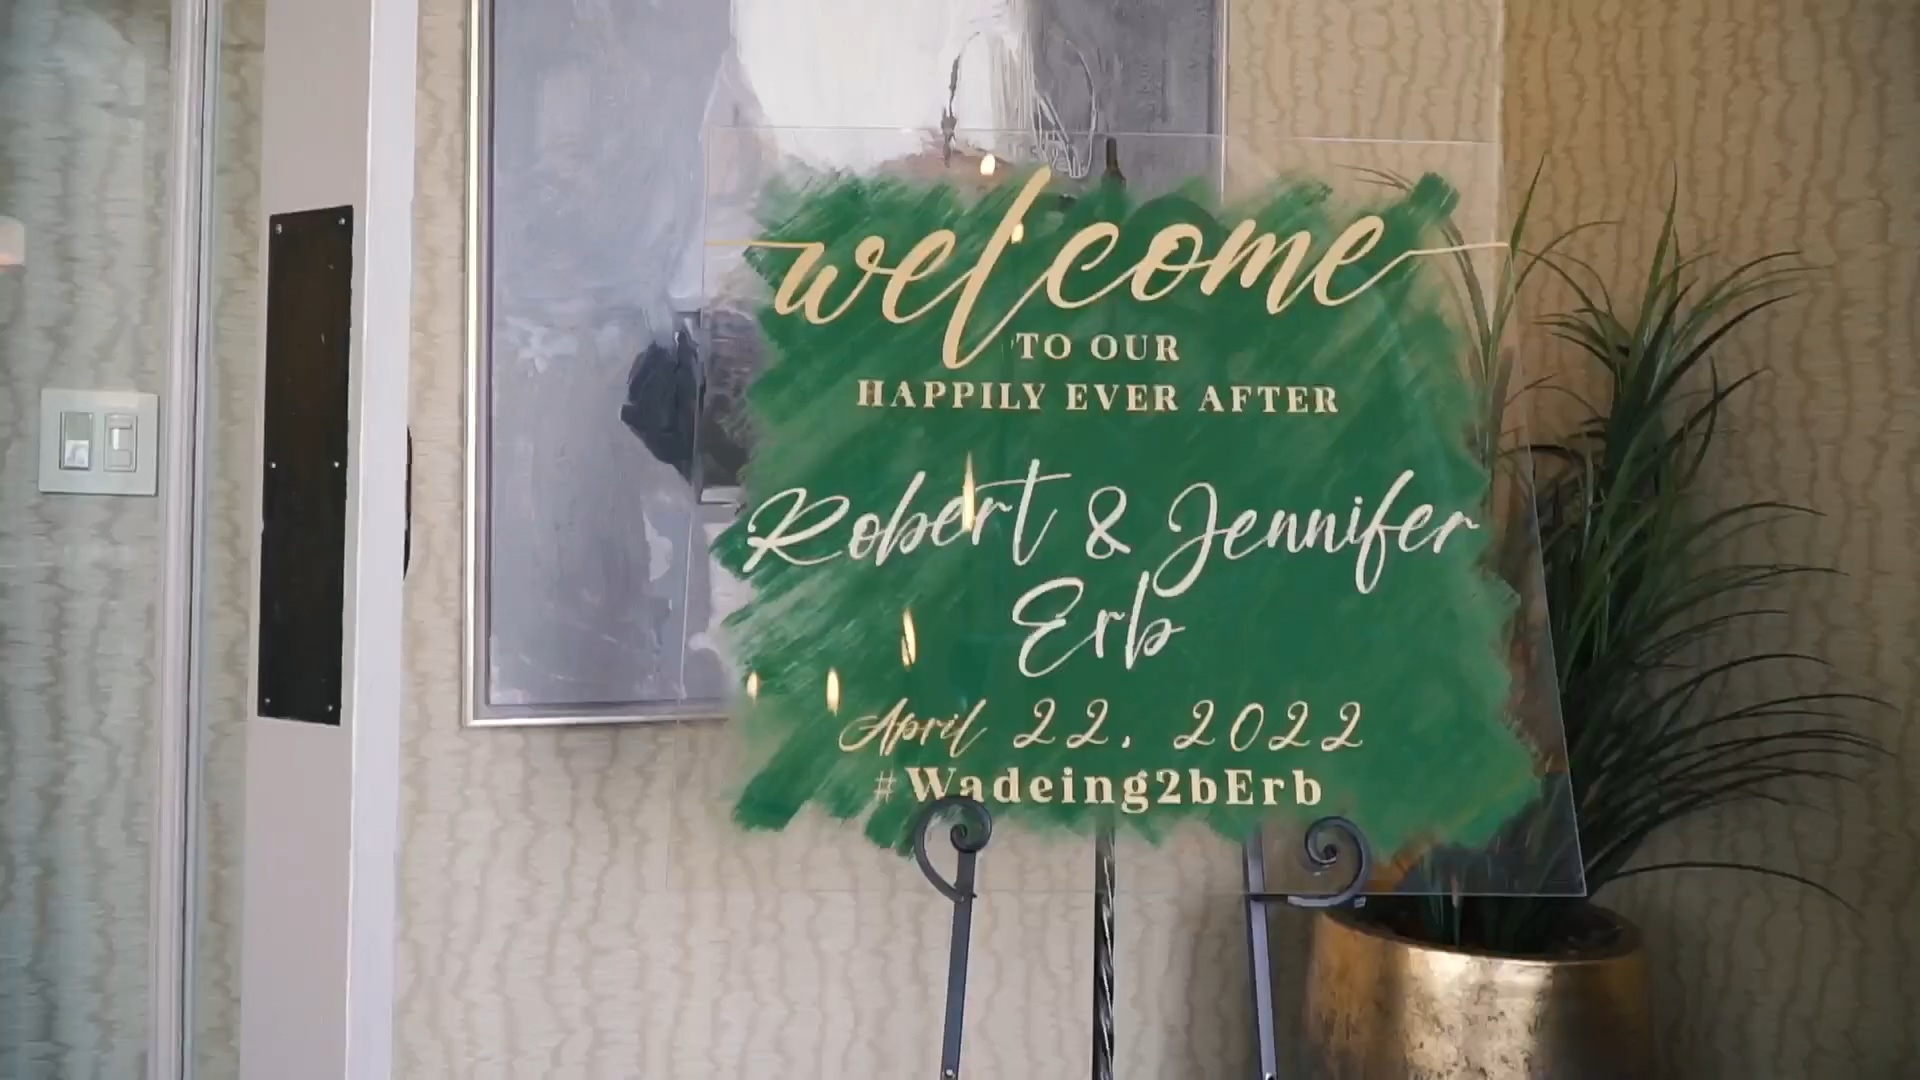 welcome
TO OUR
HAPPILY EVER AFTER
Robert & Jennifer
Erb
April 22, 2022
#Wadeing2bErb